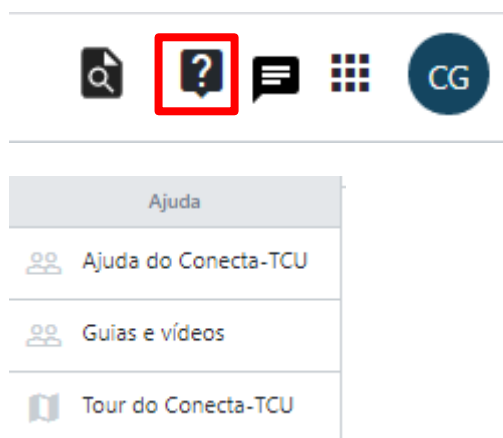 CG
Ajuda
Ajuda do Conecta-TCU
Guias e vídeos
Tour do Conecta-TCU